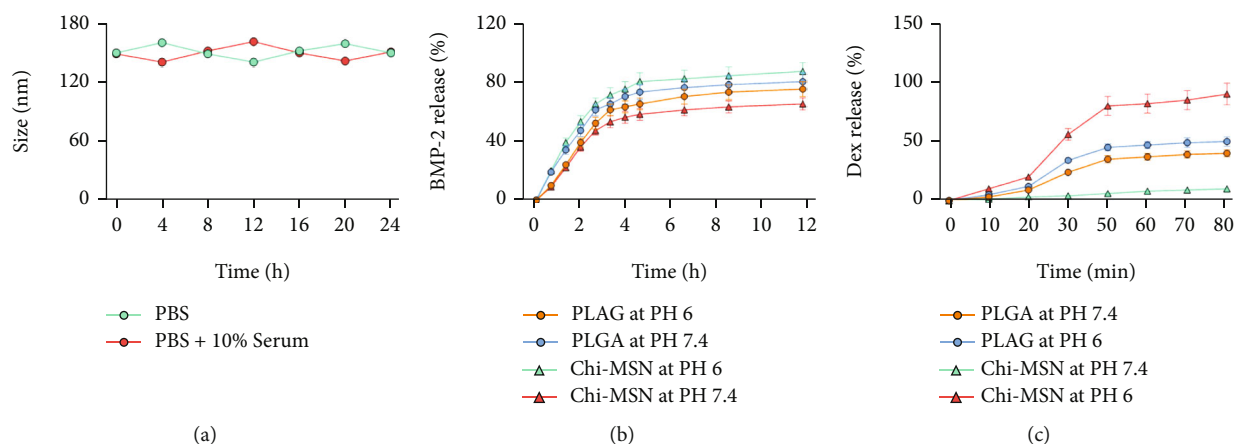 Size (nm)
180
120
60
0
0 4 8 12 16 20 24
Time (h)
PBS
PBS + 10% Serum
(a)
BMP-2 release (%)
120
80
40
0
0 2 4 6 8 10 12
Time (h)
PLAG at PH 6
PLGA at PH 7.4
Chi-MSN at PH 6
Chi-MSN at PH 7.4
(b)
Dex release (%)
150
100
50
0
0 10 20 30 50 60 70 80
Time (min)
PLGA at PH 7.4
PLAG at PH 6
Chi-MSN at PH 7.4
Chi-MSN at PH 6
(c)